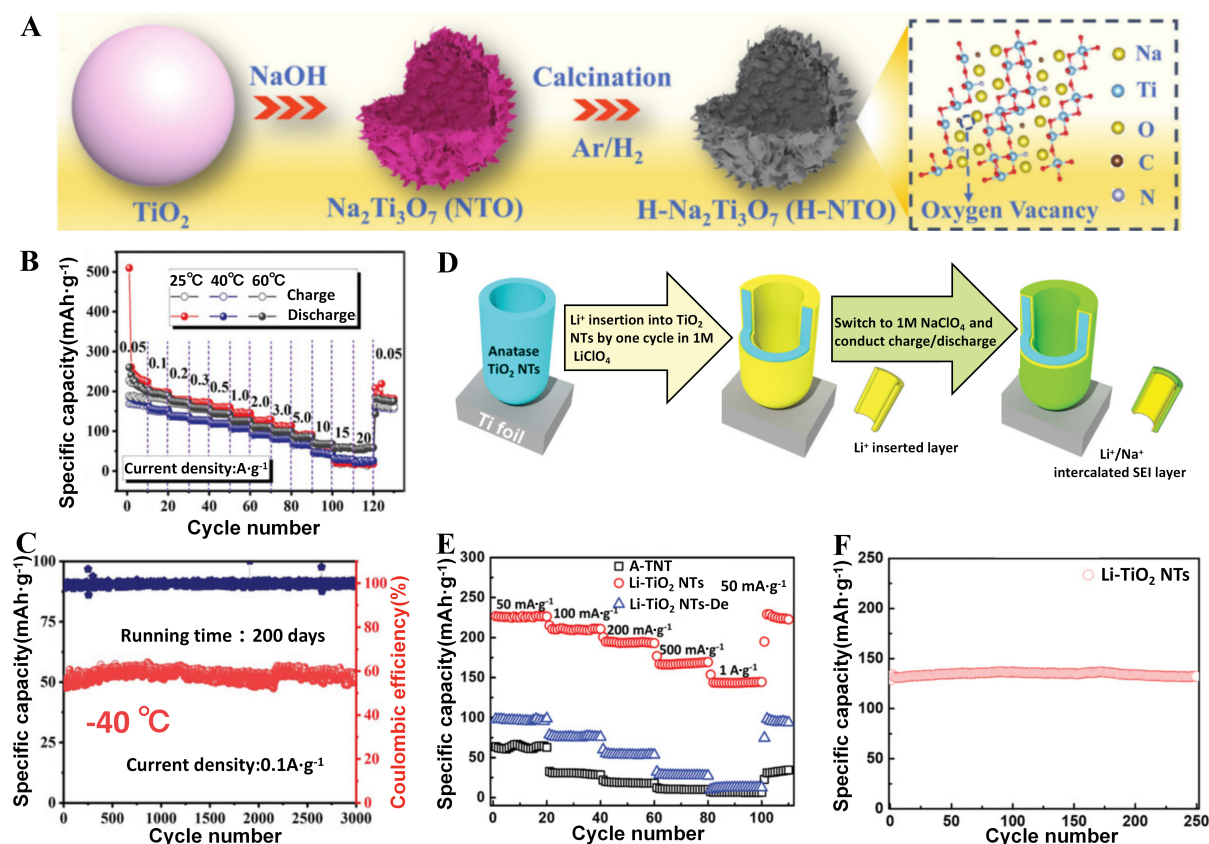 A
NaOH
Calcination
Ar/H2
TiO2
Na2Ti3O7 (NTO)
H-Na2Ti3O7 (H-NTO)
Na
Ti
O
C
N
Oxygen Vacancy
B
Specific capacity(mAh·g-1)
500
400
300
200
100
0
25°C 40°C 60°C
Charge
Discharge
0.05
0.1
0.2
0.3
0.5
1.0
2.0
3.0
5.0
10
15
20
0.05
Current density:A·g-1
0 20 40 60 80 100 120
Cycle number
C
Specific capacity(mAh·g-1)
100
75
50
25
0
Running time：200 days
-40 °C
Current density:0.1A·g-1
100
80
60
40
20
0
Coulombic efficiency(%)
0 500 1000 1500 2000 2500 3000
Cycle number
D
Anatase
TiO2 NTs
Ti foil
Li+ insertion into TiO2
NTs by one cycle in 1M
LiClO4
Li+ inserted layer
Switch to 1M NaClO4 and
conduct charge/discharge
Li+/Na+
intercalated SEI layer
E
Specific capacity(mAh·g-1)
300
250
200
150
100
50
0
A-TNT
Li-TiO2 NTs
Li-TiO2 NTs-De
50 mA·g-1
100 mA·g-1
200 mA·g-1
500 mA·g-1
1 A·g-1
50 mA·g-1
0 20 40 60 80 100
Cycle number
F
Specific capacity(mAh·g-1)
250
200
150
100
50
0
Li-TiO2 NTs
0 50 100 150 200 250
Cycle number